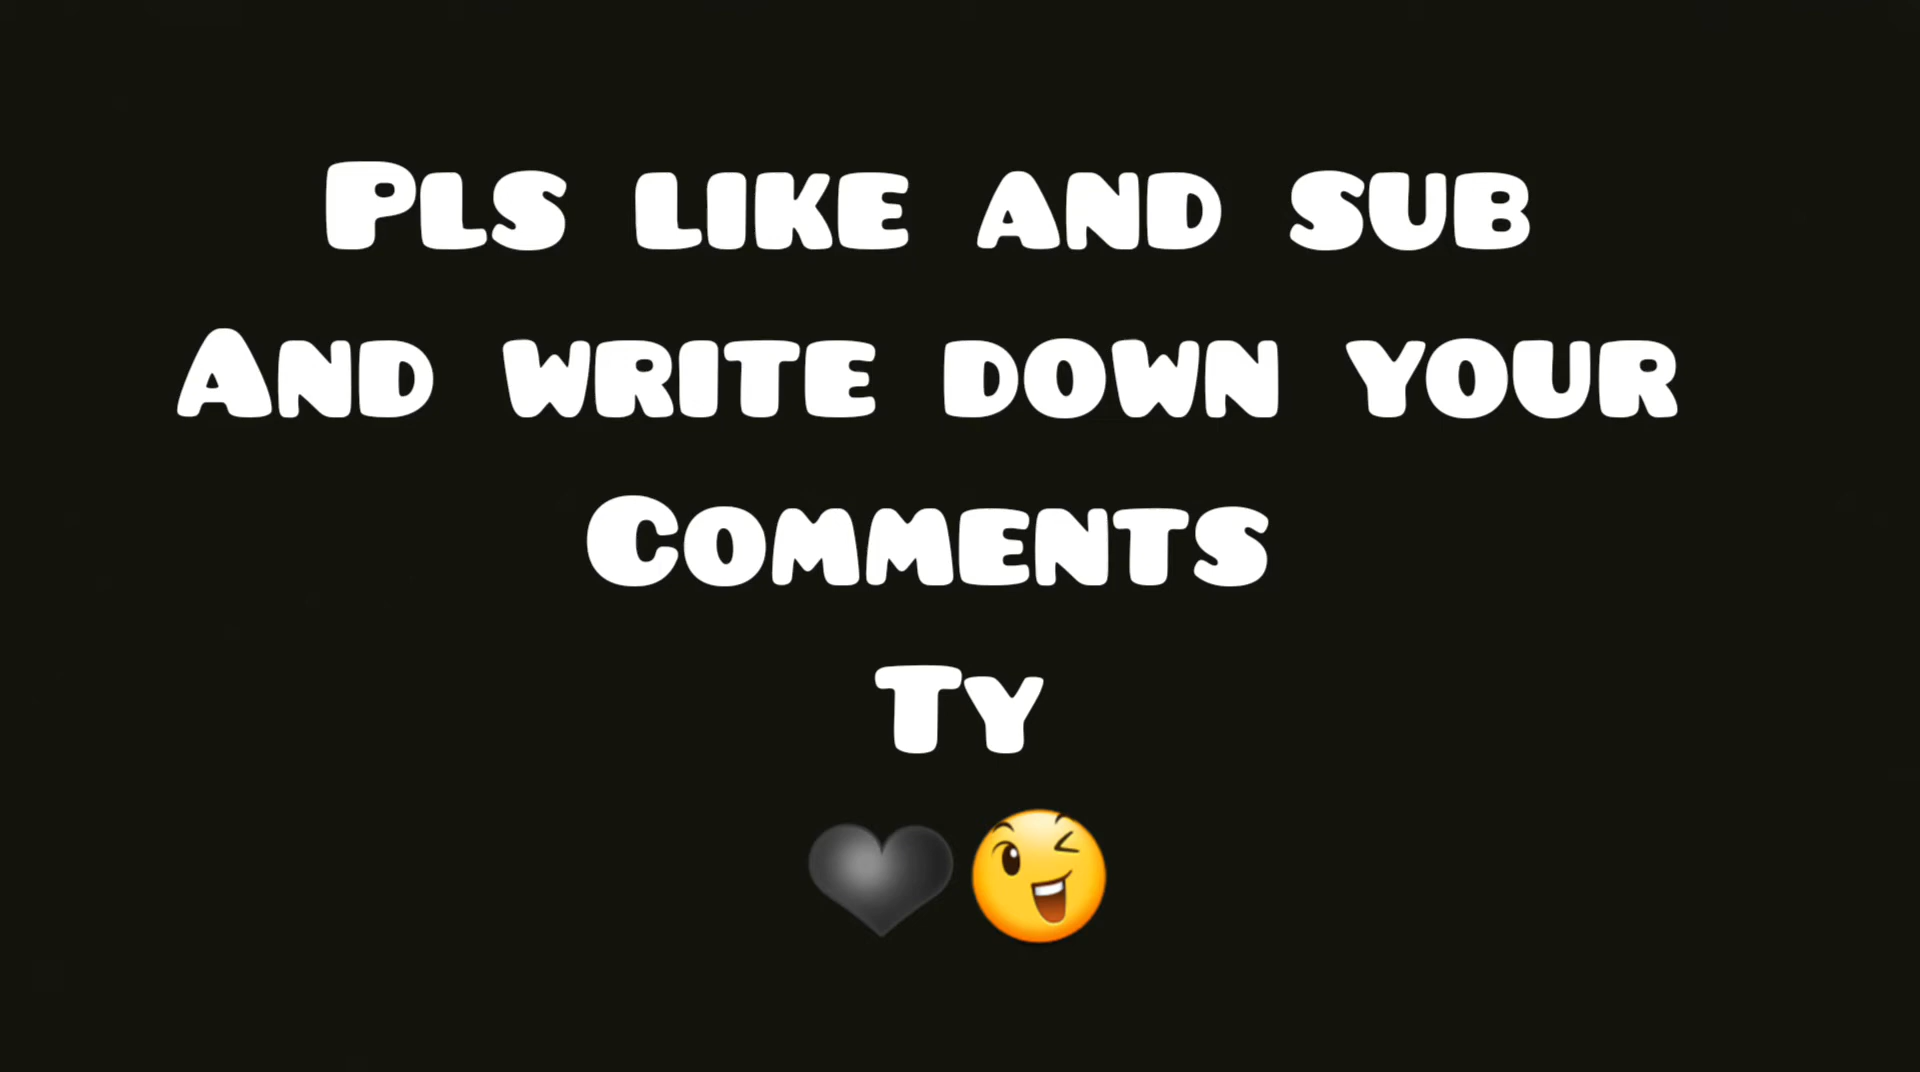 Pls like and sub
And write down your
Comments
Ty
🖤😉